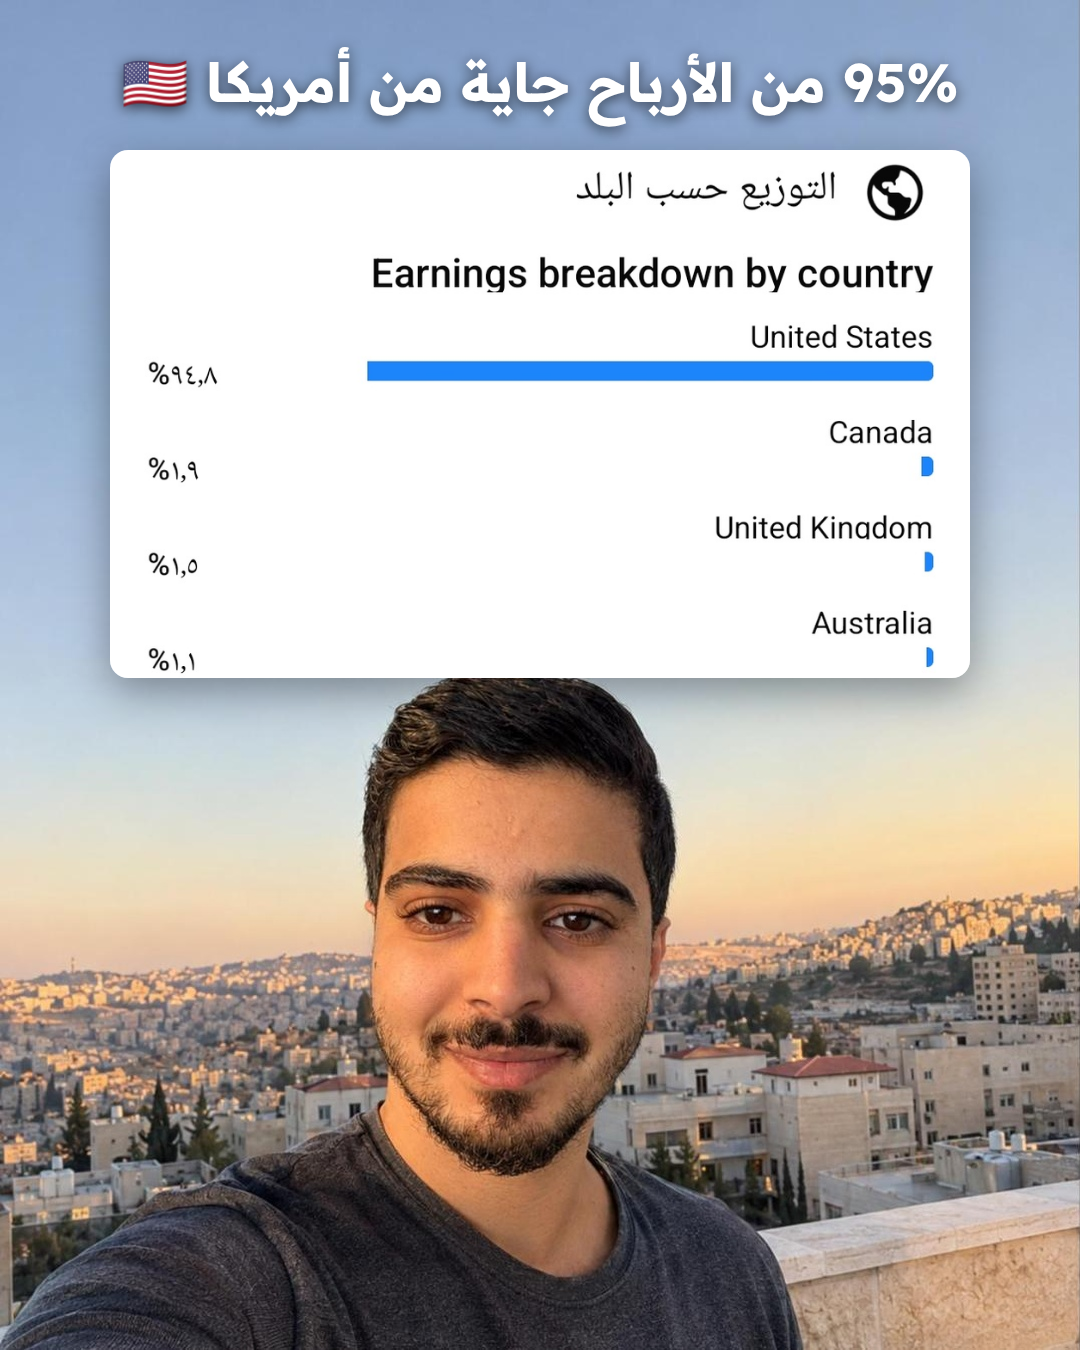 95% من الأرباح جاية من أمريكا 🇺🇸
التوزيع حسب البلد
Earnings breakdown by country
United States
%٩٤,٨
Canada
%١,٩
United Kingdom
%١,٥
Australia
%١,١